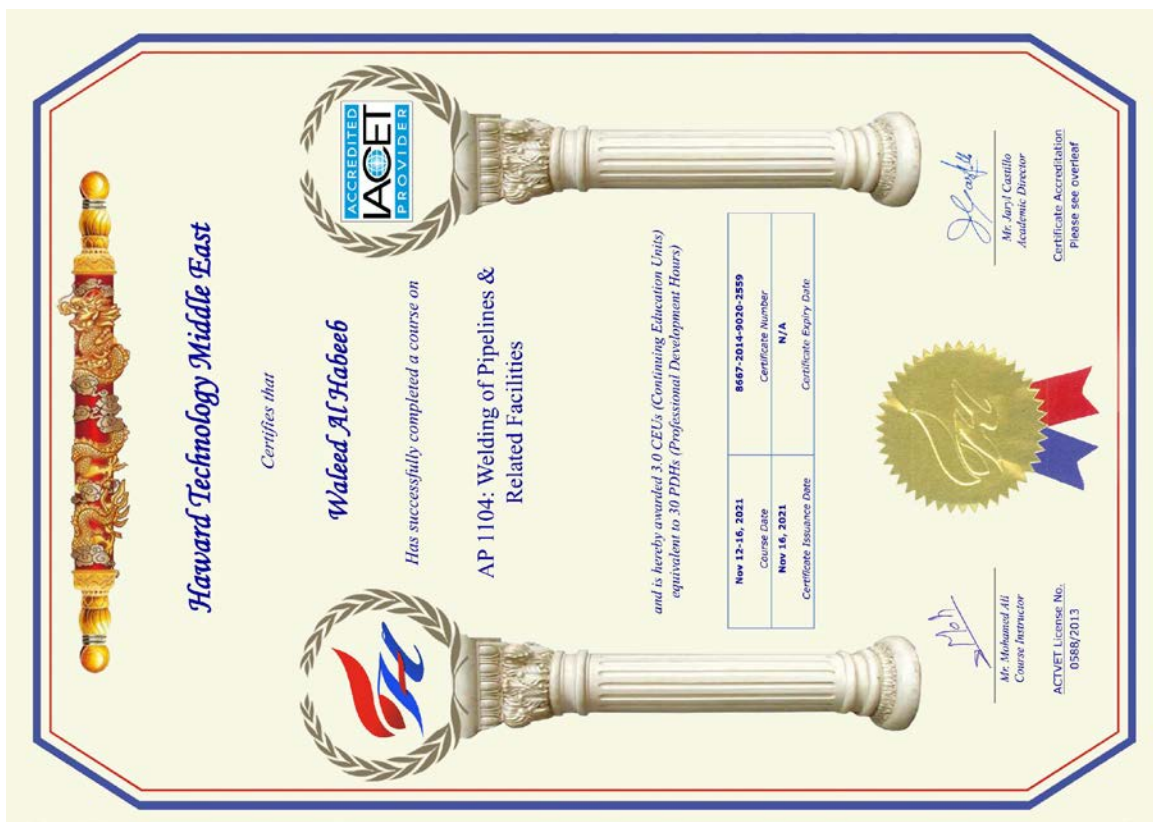 Haward Technology Middle East
Certifies that
Waleed Al Habeeb
ACCREDITED
IACET
PROVIDER
Has successfully completed a course on
AP 1104: Welding of Pipelines &
Related Facilities
and is hereby awarded 3.0 CEUs (Continuing Education Units)
equivalent to 30 PDHs (Professional Development Hours)
Nov 12-16, 2021
8667-2014-9020-2559
Course Date
Certificate Number
Nov 16, 2021
N/A
Certificate Issuance Date
Certificate Expiry Date
Mr. Mohamed Ali
Course Instructor
Mr. Jaryl Castillo
Academic Director
ACTVET License No.
0588/2013
Certificate Accreditation
Please see overleaf